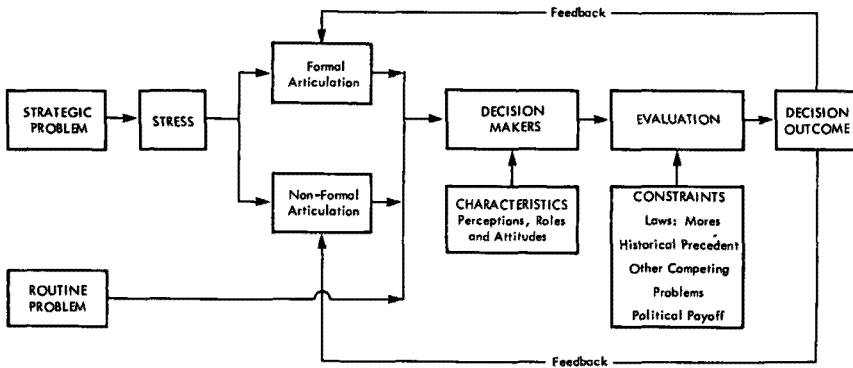 Feedback
Formal
Articulation
STRATEGIC
PROBLEM
STRESS
DECISION
MAKERS
EVALUATION
DECISION
OUTCOME
Non-Formal
Articulation
CHARACTERISTICS
Perceptions, Roles
and Attitudes
CONSTRAINTS
Laws: Mores
Historical Precedent
Other Competing
Problems
Political Payoff
ROUTINE
PROBLEM
Feedback